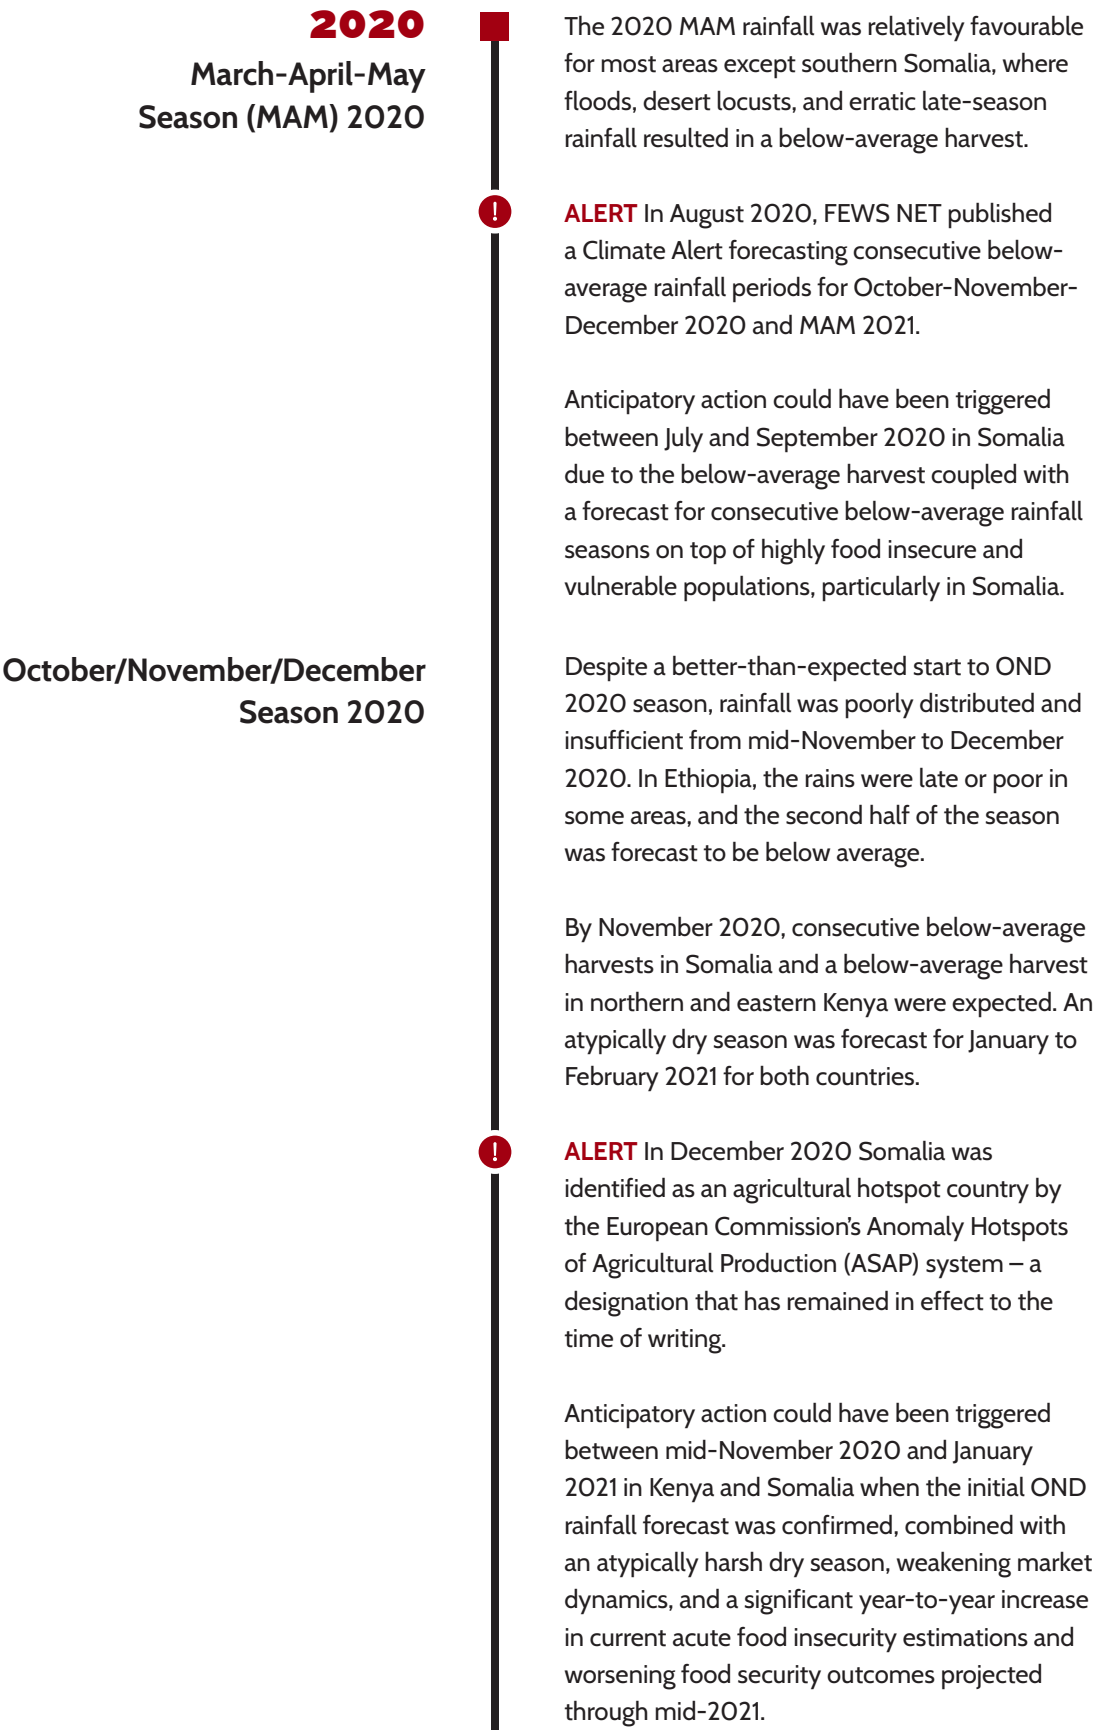 2020
March-April-May
Season (MAM) 2020
The 2020 MAM rainfall was relatively favourable
for most areas except southern Somalia, where
floods, desert locusts, and erratic late-season
rainfall resulted in a below-average harvest.
!
ALERT In August 2020, FEWS NET published
a Climate Alert forecasting consecutive below-
average rainfall periods for October-November-
December 2020 and MAM 2021.
Anticipatory action could have been triggered
between July and September 2020 in Somalia
due to the below-average harvest coupled with
a forecast for consecutive below-average rainfall
seasons on top of highly food insecure and
vulnerable populations, particularly in Somalia.
October/November/December
Season 2020
Despite a better-than-expected start to OND
2020 season, rainfall was poorly distributed and
insufficient from mid-November to December
2020. In Ethiopia, the rains were late or poor in
some areas, and the second half of the season
was forecast to be below average.
By November 2020, consecutive below-average
harvests in Somalia and a below-average harvest
in northern and eastern Kenya were expected. An
atypically dry season was forecast for January to
February 2021 for both countries.
!
ALERT In December 2020 Somalia was
identified as an agricultural hotspot country by
the European Commission's Anomaly Hotspots
of Agricultural Production (ASAP) system – a
designation that has remained in effect to the
time of writing.
Anticipatory action could have been triggered
between mid-November 2020 and January
2021 in Kenya and Somalia when the initial OND
rainfall forecast was confirmed, combined with
an atypically harsh dry season, weakening market
dynamics, and a significant year-to-year increase
in current acute food insecurity estimations and
worsening food security outcomes projected
through mid-2021.